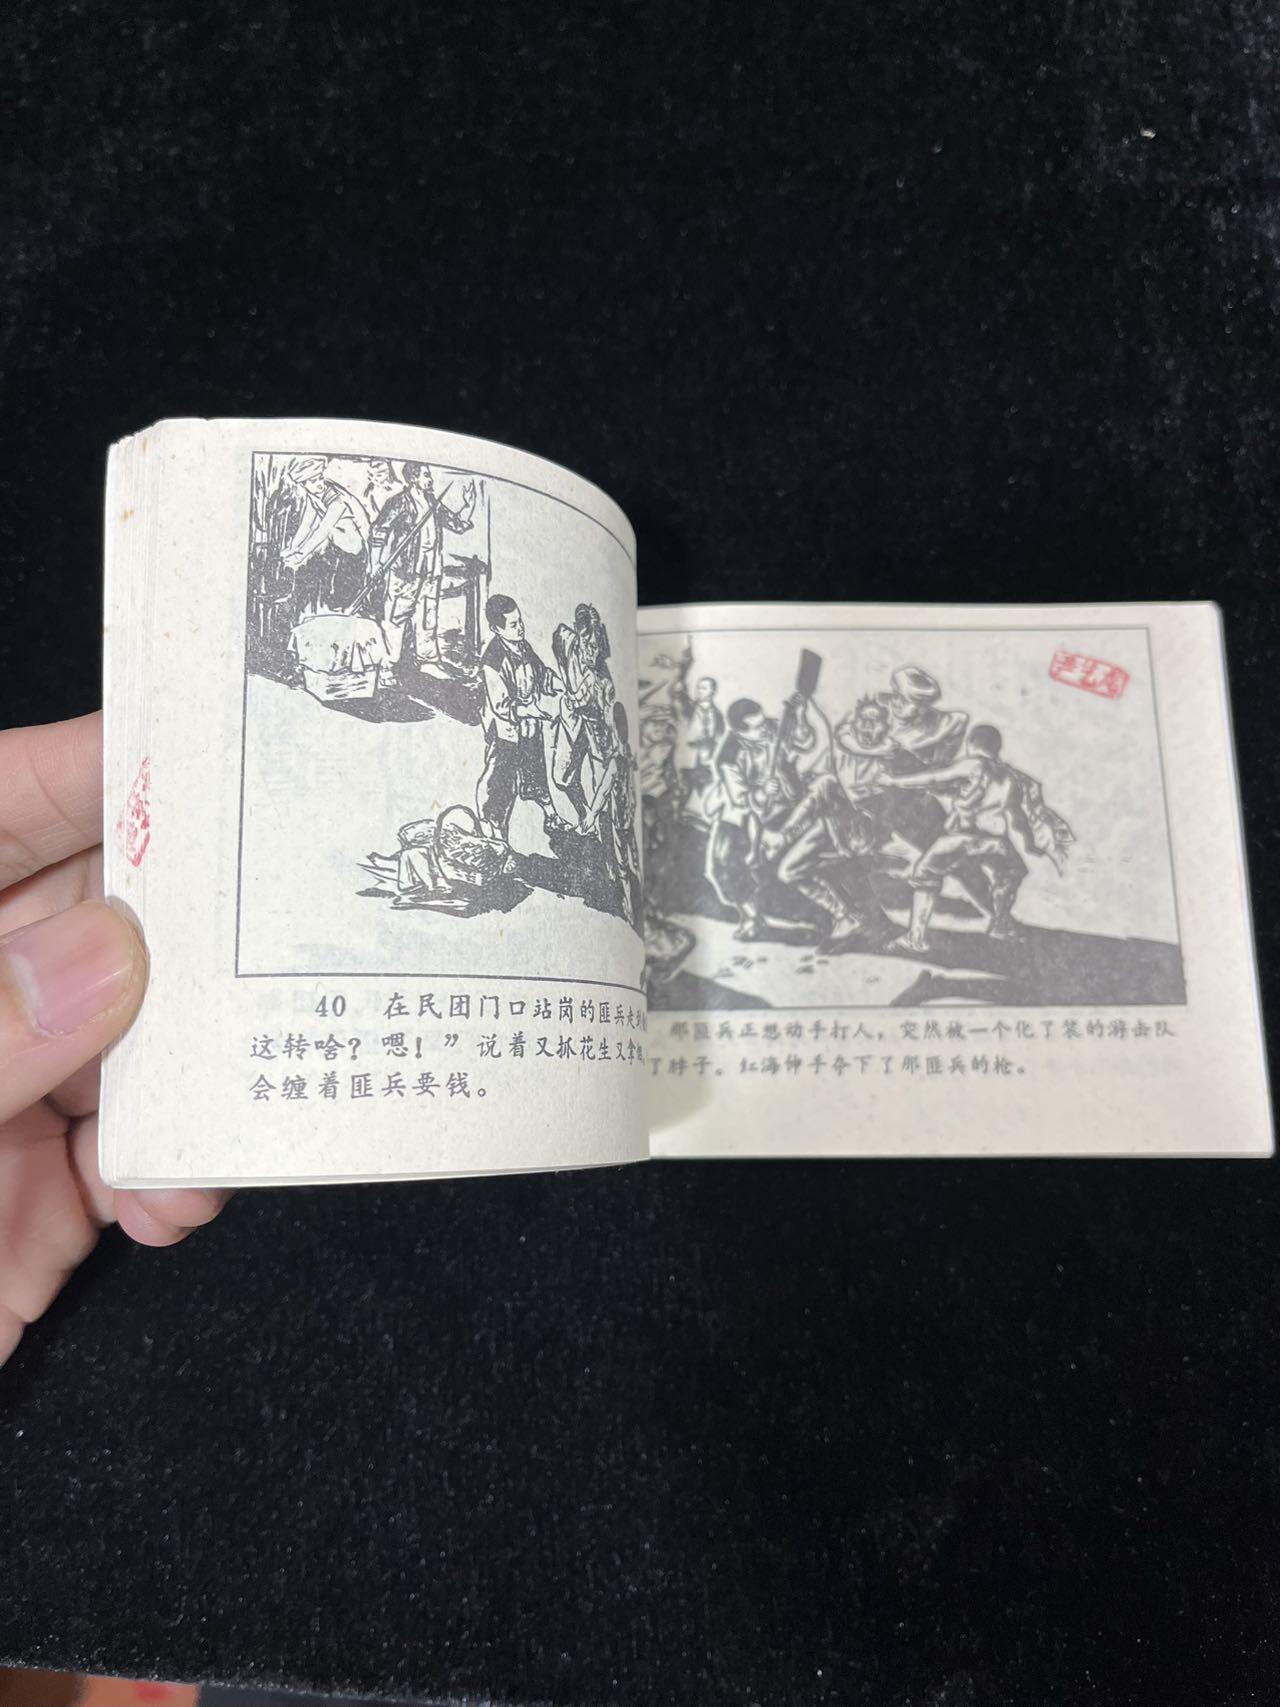 40 在民团门口站岗的匪兵走到
这转啥？嗯！”说着又抓花生又拿
会缠着匪兵要钱。
那匪兵正想动手打人，突然被一个化了装的游击队
了脖子。红海伸手夺下了那匪兵的枪。